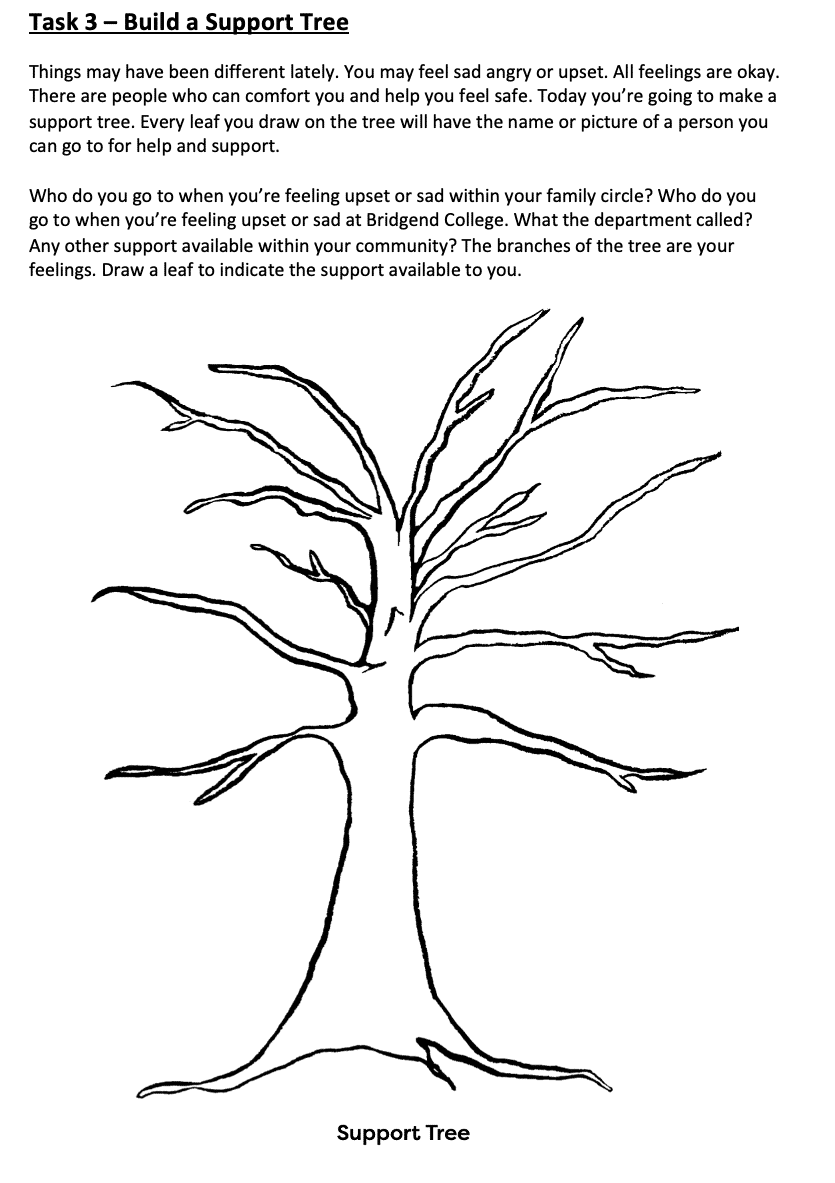 Task 3 – Build a Support Tree
Things may have been different lately. You may feel sad angry or upset. All feelings are okay.
There are people who can comfort you and help you feel safe. Today you’re going to make a
support tree. Every leaf you draw on the tree will have the name or picture of a person you
can go to for help and support.
Who do you go to when you’re feeling upset or sad within your family circle? Who do you
go to when you’re feeling upset or sad at Bridgend College. What the department called?
Any other support available within your community? The branches of the tree are your
feelings. Draw a leaf to indicate the support available to you.
Support Tree